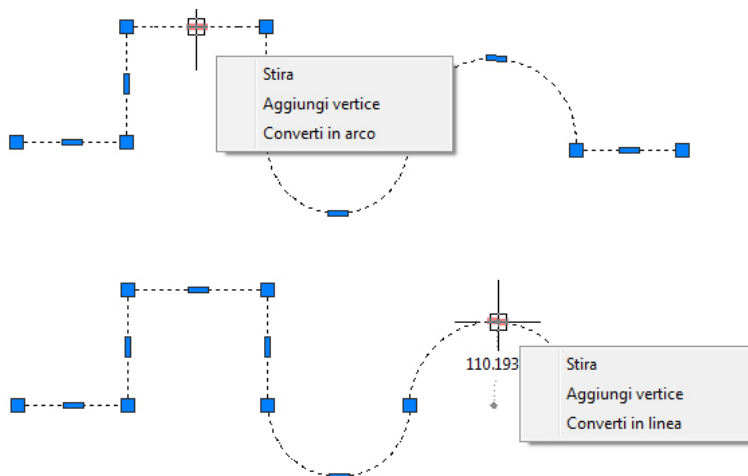 Stira
Aggiungi vertice
Converti in arco
110.193
Stira
Aggiungi vertice
Converti in linea